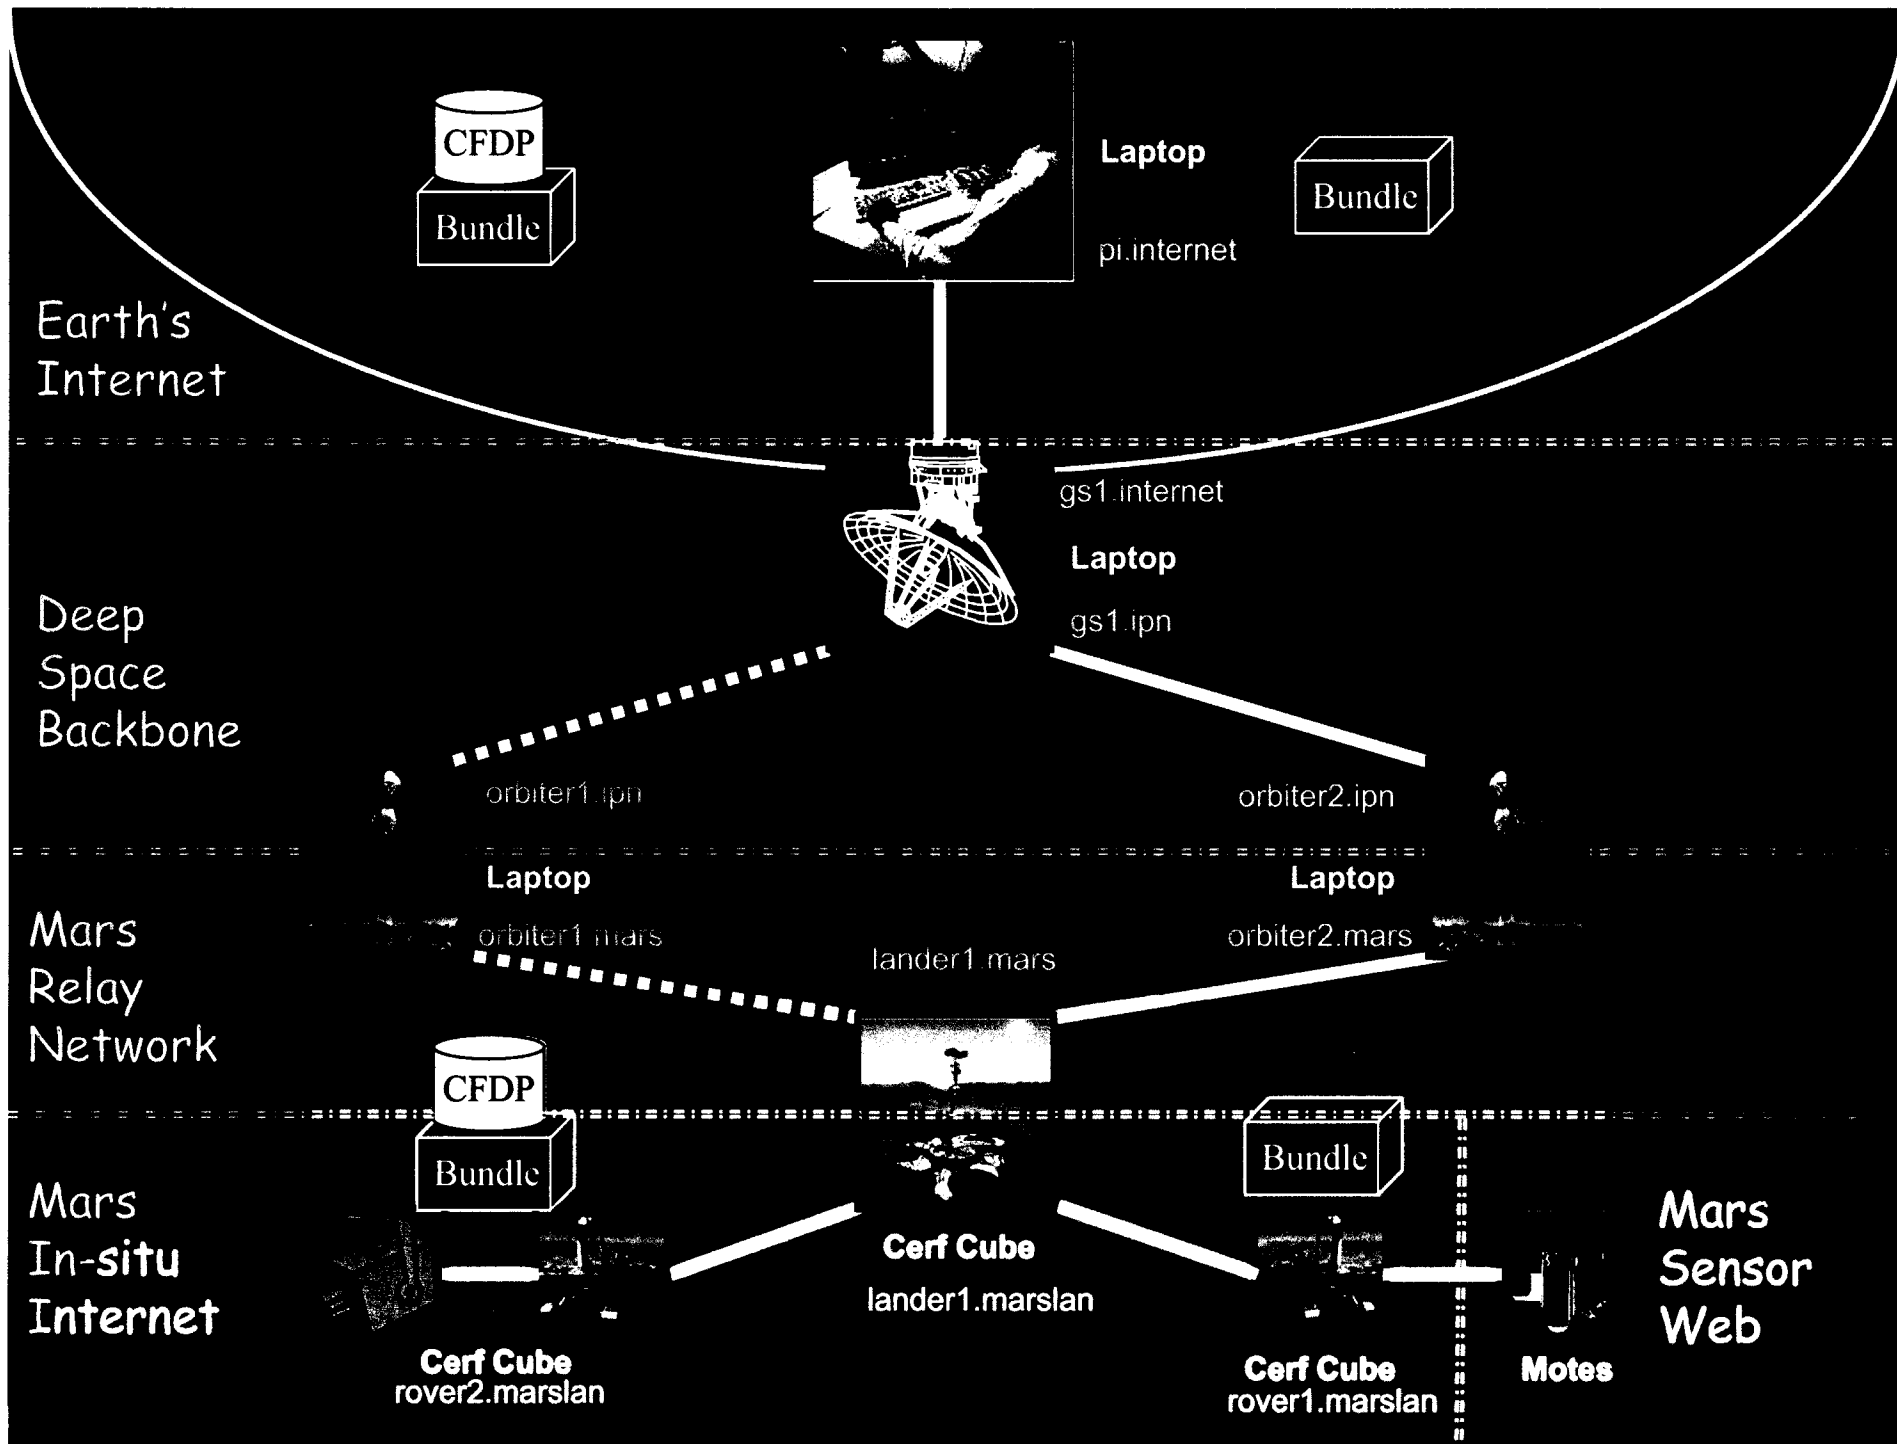 CFDP
Bundle
Laptop
pi.internet
Bundle
Earth's
Internet
gs1.internet
Laptop
gs1.ipn
Deep
Space
Backbone
orbiter1.ipn
orbiter2.ipn
Laptop
Laptop
orbiter1.mars
orbiter2.mars
lander1.mars
Mars
Relay
Network
CFDP
Bundle
Bundle
Mars
In-situ
Internet
Cerf Cube
lander1.marslan
Mars
Sensor
Web
Cerf Cube
rover2.marslan
Cerf Cube
rover1.marslan
Motes